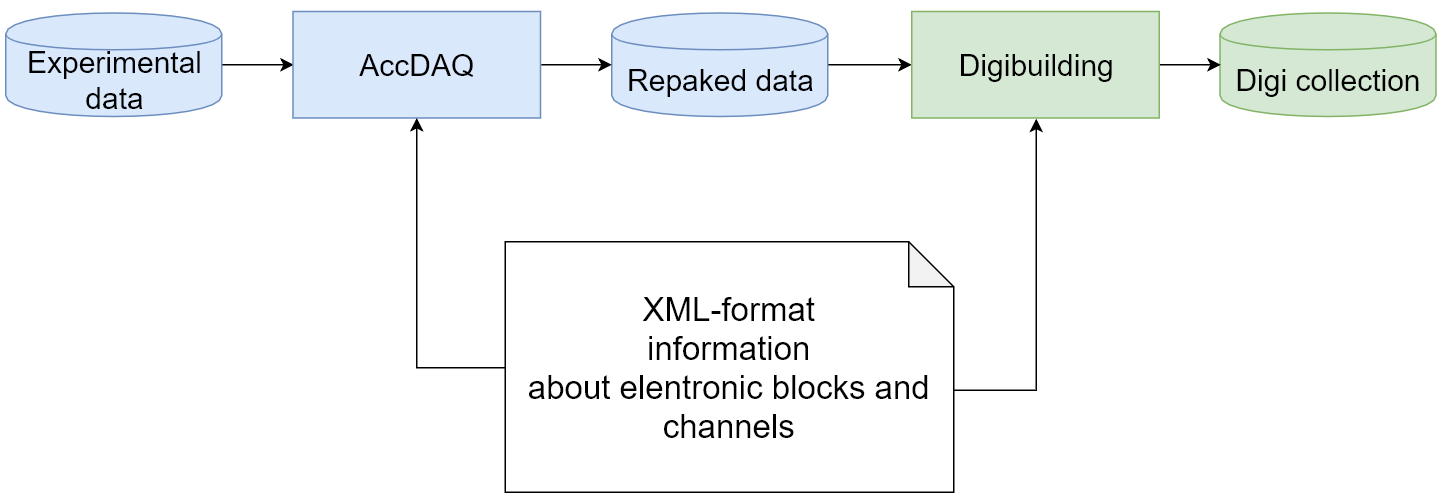 Experimental
data
AccDAQ
Repaked data
Digibuilding
Digi collection
XML-format
information
about elentronic blocks and
channels